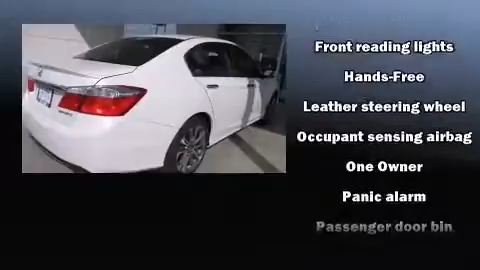 Front reading lights
Hands-Free
Leather steering wheel
Occupant sensing airbag
One Owner
Panic alarm
Passenger door bin